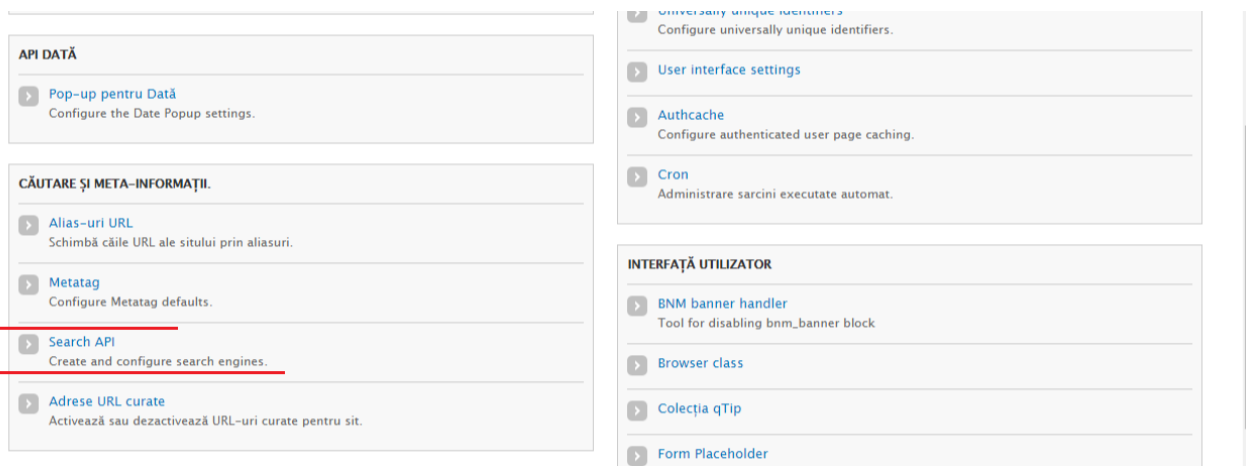 API DATĂ
Pop-up pentru Dată
Configure the Date Popup settings.
CĂUTARE ȘI META-INFORMAȚII.
Alias-uri URL
Schimbă căile URL ale sitului prin aliasuri.
Metatag
Configure Metatag defaults.
Search API
Create and configure search engines.
Adrese URL curate
Activează sau dezactivează URL-uri curate pentru sit.
Universally unique identifiers
Configure universally unique identifiers.
User interface settings
Authcache
Configure authenticated user page caching.
Cron
Administrare sarcini executate automat.
INTERFAȚĂ UTILIZATOR
BNM banner handler
Tool for disabling bnm_banner block
Browser class
Colecția qTip
Form Placeholder